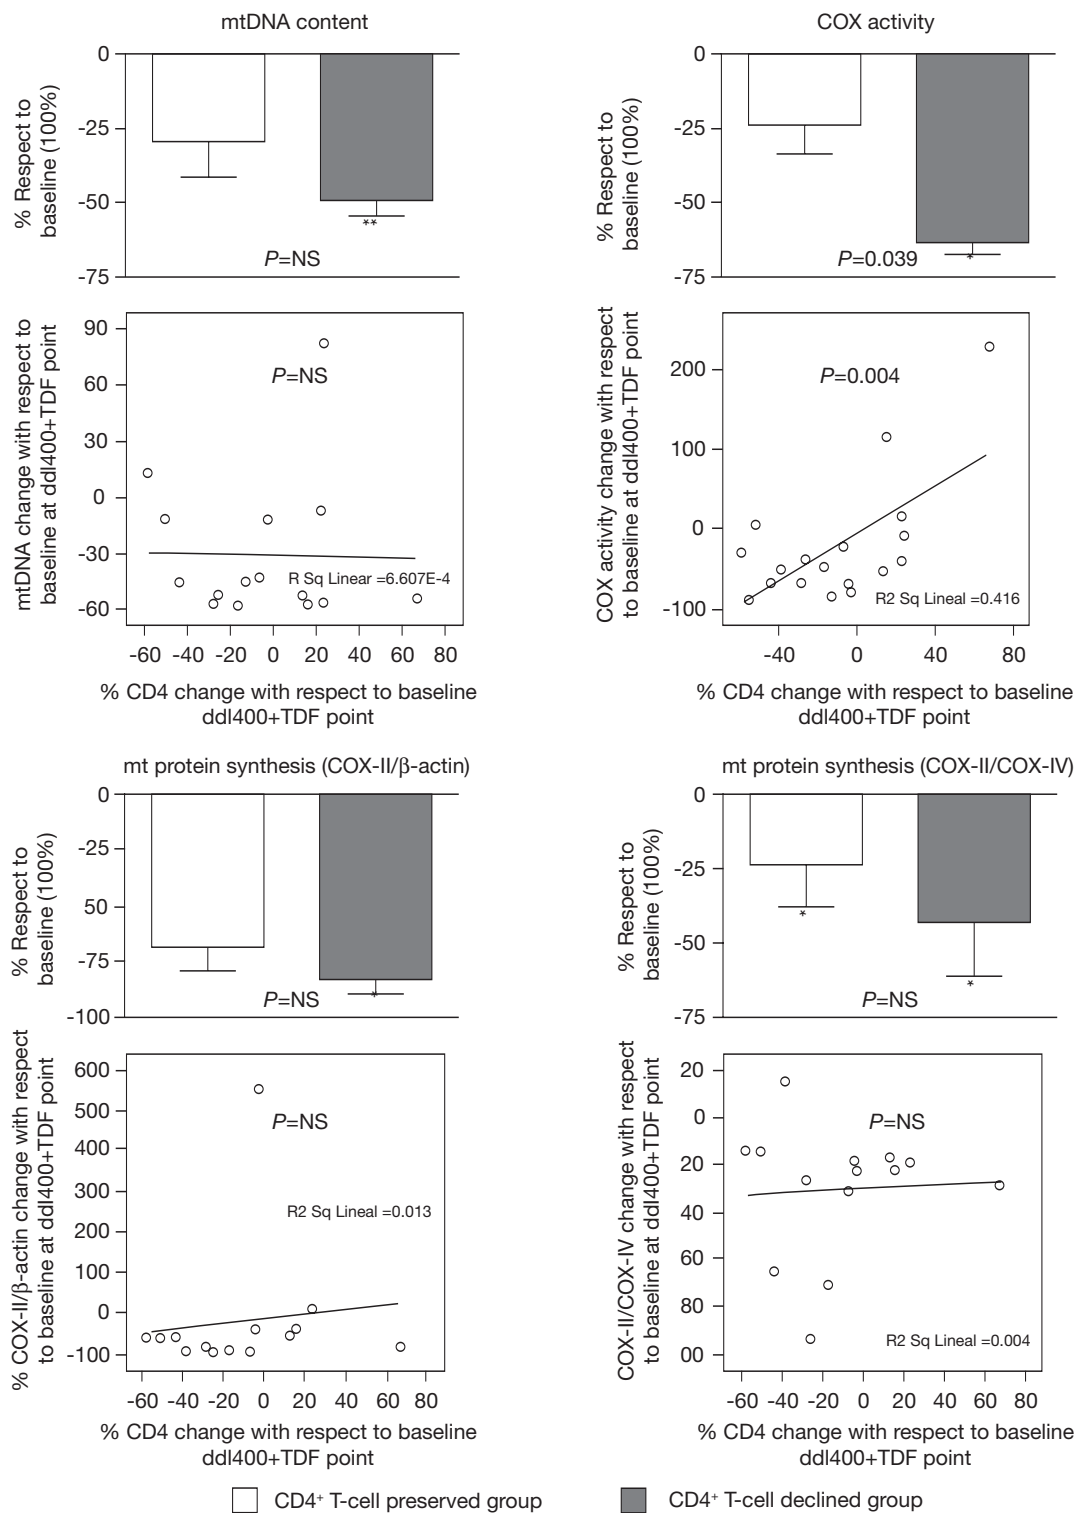 mtDNA content
% Respect to
baseline (100%)
0
-25
-50
-75
**
P=NS
COX activity
% Respect to
baseline (100%)
0
-25
-50
-75
P=0.039
*
mtDNA change with respect to
baseline at ddI400+TDF point
90
60
30
0
-30
-60
P=NS
R Sq Linear =6.607E-4
-60 -40 -20 0 20 40 60 80
% CD4 change with respect to baseline
ddI400+TDF point
COX activity change with respect
to baseline at ddI400+TDF point
200
100
0
-100
P=0.004
R2 Sq Lineal =0.416
-40 0 40 80
% CD4 change with respect to baseline
ddI400+TDF point
mt protein synthesis (COX-II/β-actin)
% Respect to
baseline (100%)
0
-25
50
-75
-100
*
P=NS
mt protein synthesis (COX-II/COX-IV)
% Respect to
baseline (100%)
0
-25
-50
-75
*
*
P=NS
% COX-II/β-actin change with respect
to baseline at ddI400+TDF point
600
500
400
300
200
100
0
-100
P=NS
R2 Sq Lineal =0.013
-60 -40 -20 0 20 40 60 80
% CD4 change with respect to baseline
ddI400+TDF point
COX-II/COX-IV change with respect
to baseline at ddI400+TDF point
20
0
20
40
60
80
00
P=NS
R2 Sq Lineal =0.004
-60 -40 -20 0 20 40 60 80
% CD4 change with respect to baseline
ddI400+TDF point
CD4⁺ T-cell preserved group
CD4⁺ T-cell declined group